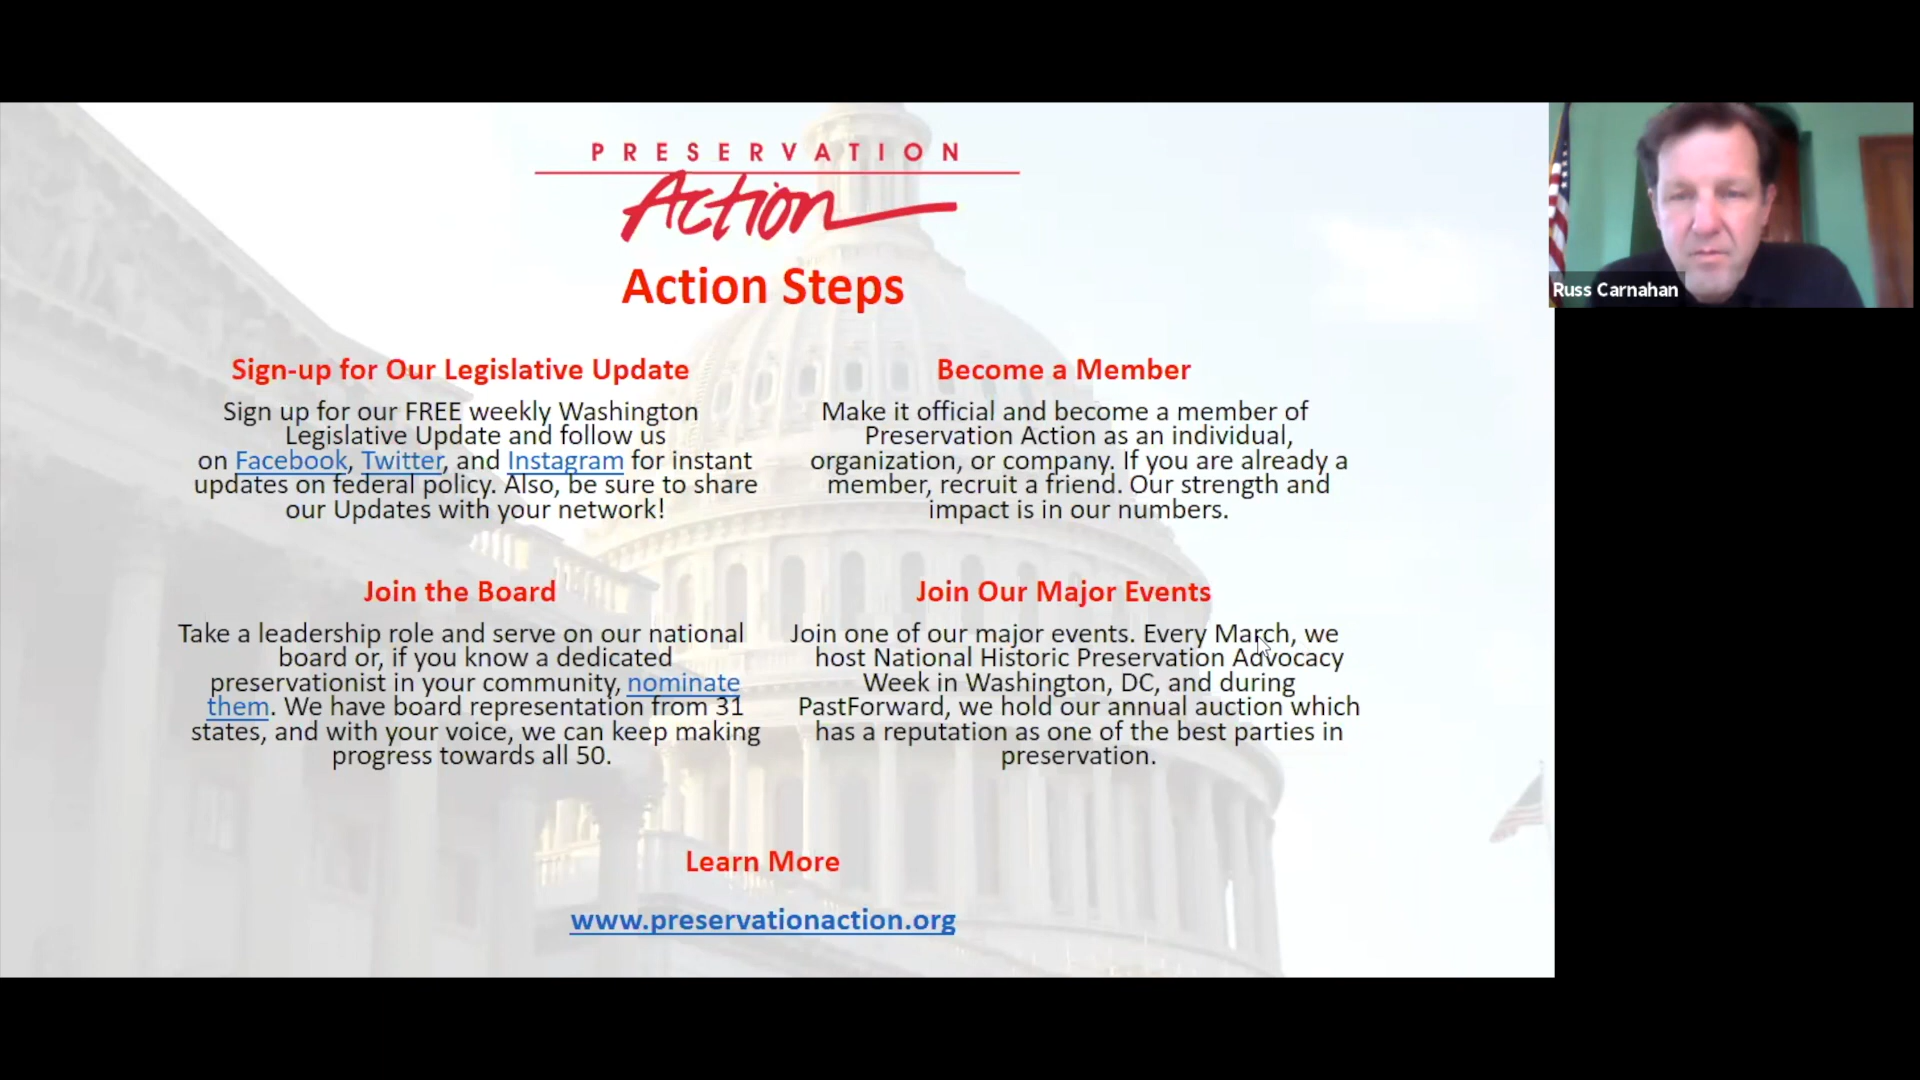 PRESERVATION
Action
Action Steps
Sign-up for Our Legislative Update
Sign up for our FREE weekly Washington
Legislative Update and follow us
on Facebook, Twitter, and Instagram for instant
updates on federal policy. Also, be sure to share
our Updates with your network!
Become a Member
Make it official and become a member of
Preservation Action as an individual,
organization, or company. If you are already a
member, recruit a friend. Our strength and
impact is in our numbers.
Join the Board
Take a leadership role and serve on our national
board or, if you know a dedicated
preservationist in your community, nominate
them. We have board representation from 31
states, and with your voice, we can keep making
progress towards all 50.
Join Our Major Events
Join one of our major events. Every March, we
host National Historic Preservation Advocacy
Week in Washington, DC, and during
PastForward, we hold our annual auction which
has a reputation as one of the best parties in
preservation.
Learn More
www.preservationaction.org
Russ Carnahan